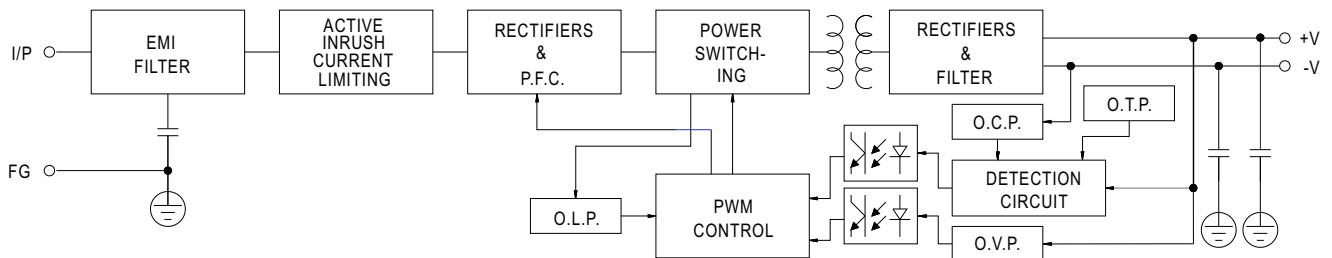 I/P
EMI
FILTER
ACTIVE
INRUSH
CURRENT
LIMITING
RECTIFIERS
&
P.F.C.
POWER
SWITCH-
ING
RECTIFIERS
&
FILTER
+V
-V
O.C.P.
O.T.P.
FG
O.L.P.
PWM
CONTROL
DETECTION
CIRCUIT
O.V.P.